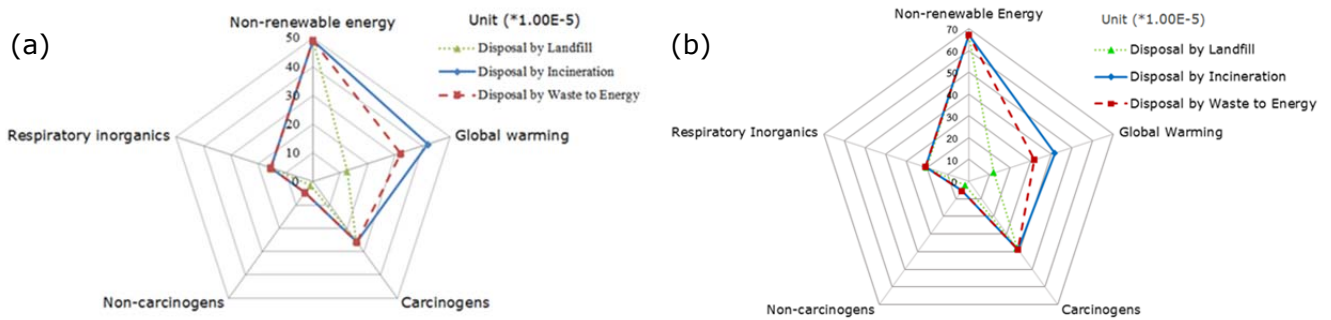 (a)
Non-renewable energy
Unit (*1.00E-5)
Disposal by Landfill
Disposal by Incineration
Disposal by Waste to Energy
50
40
30
20
10
0
Respiratory inorganics
Global warming
Non-carcinogens
Carcinogens
(b)
Non-renewable Energy
Unit (*1.00E-5)
Disposal by Landfill
Disposal by Incineration
Disposal by Waste to Energy
70
60
50
40
30
20
10
0
Respiratory Inorganics
Global Warming
Non-carcinogens
Carcinogens